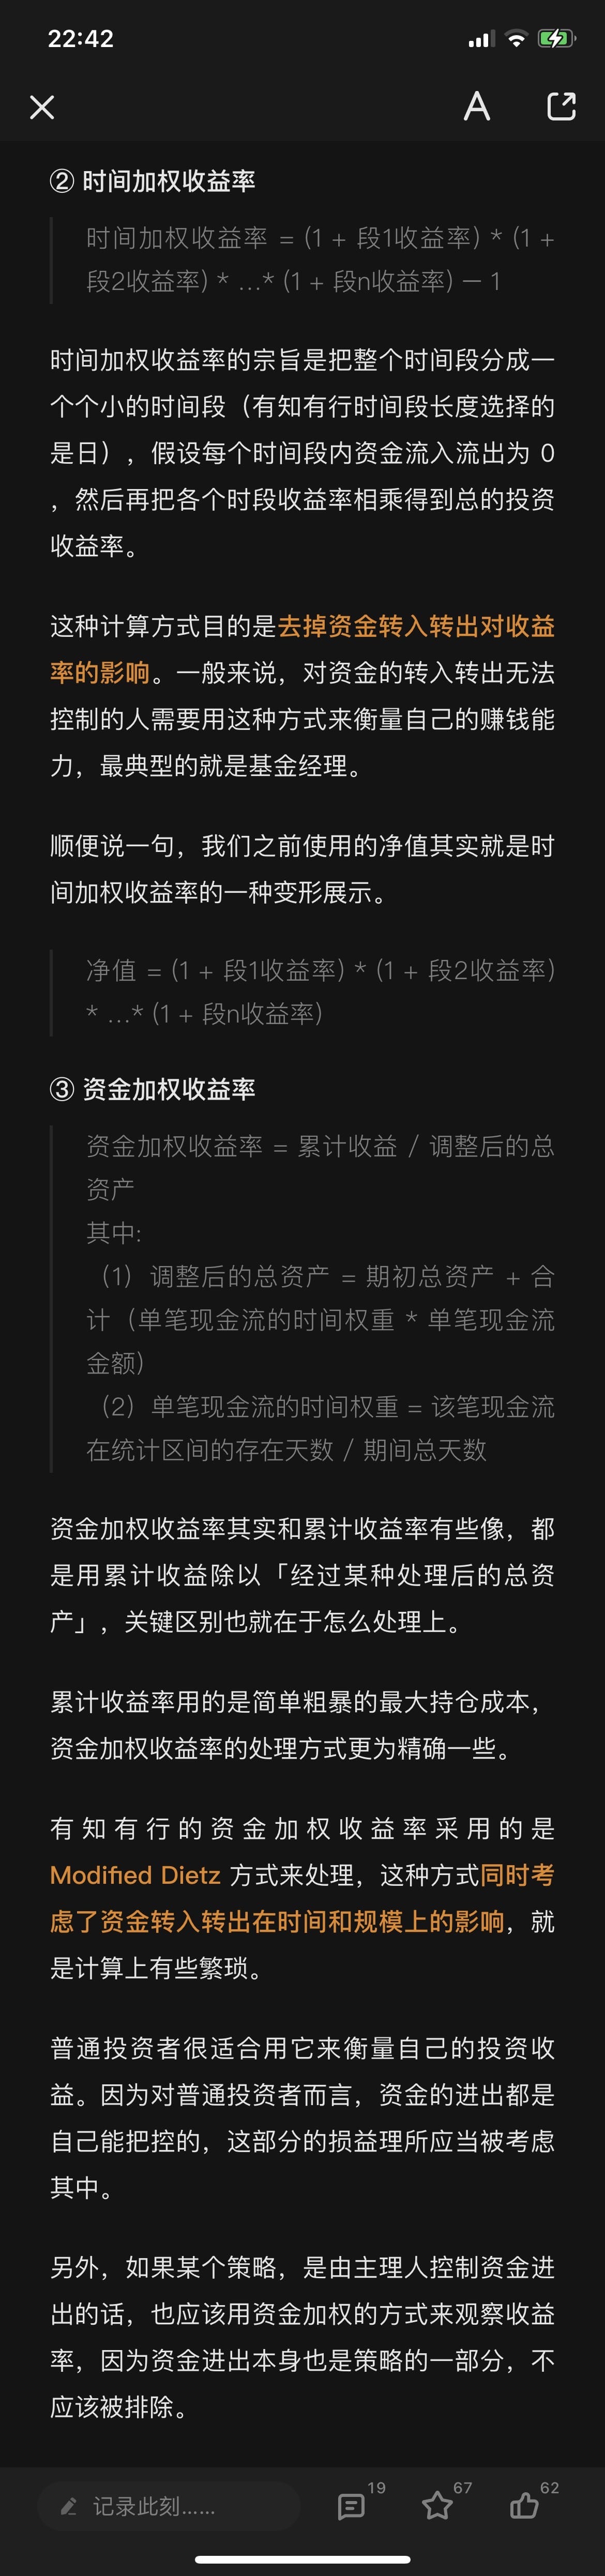 22:42
② 时间加权收益率
时间加权收益率 = (1 + 段1收益率) * (1 +
段2收益率) * ...* (1 + 段n收益率) － 1
时间加权收益率的宗旨是把整个时间段分成一
个个小的时间段（有知有行时间段长度选择的
是日），假设每个时间段内资金流入流出为 0
，然后再把各个时段收益率相乘得到总的投资
收益率。
这种计算方式目的是去掉资金转入转出对收益
率的影响。一般来说，对资金的转入转出无法
控制的人需要用这种方式来衡量自己的赚钱能
力，最典型的就是基金经理。
顺便说一句，我们之前使用的净值其实就是时
间加权收益率的一种变形展示。
净值 = (1 + 段1收益率) * (1 + 段2收益率)
* ...* (1 + 段n收益率)
③ 资金加权收益率
资金加权收益率 = 累计收益 / 调整后的总
资产
其中:
（1）调整后的总资产 = 期初总资产 + 合
计（单笔现金流的时间权重 * 单笔现金流
金额）
（2）单笔现金流的时间权重 = 该笔现金流
在统计区间的存在天数 / 期间总天数
资金加权收益率其实和累计收益率有些像，都
是用累计收益除以「经过某种处理后的总资
产」，关键区别也就在于怎么处理上。
累计收益率用的是简单粗暴的最大持仓成本，
资金加权收益率的处理方式更为精确一些。
有知有行的资金加权收益率采用的是
Modified Dietz 方式来处理，这种方式同时考
虑了资金转入转出在时间和规模上的影响，就
是计算上有些繁琐。
普通投资者很适合用它来衡量自己的投资收
益。因为对普通投资者而言，资金的进出都是
自己能把控的，这部分的损益理所应当被考虑
其中。
另外，如果某个策略，是由主理人控制资金进
出的话，也应该用资金加权的方式来观察收益
率，因为资金进出本身也是策略的一部分，不
应该被排除。
记录此刻......
19
67
62